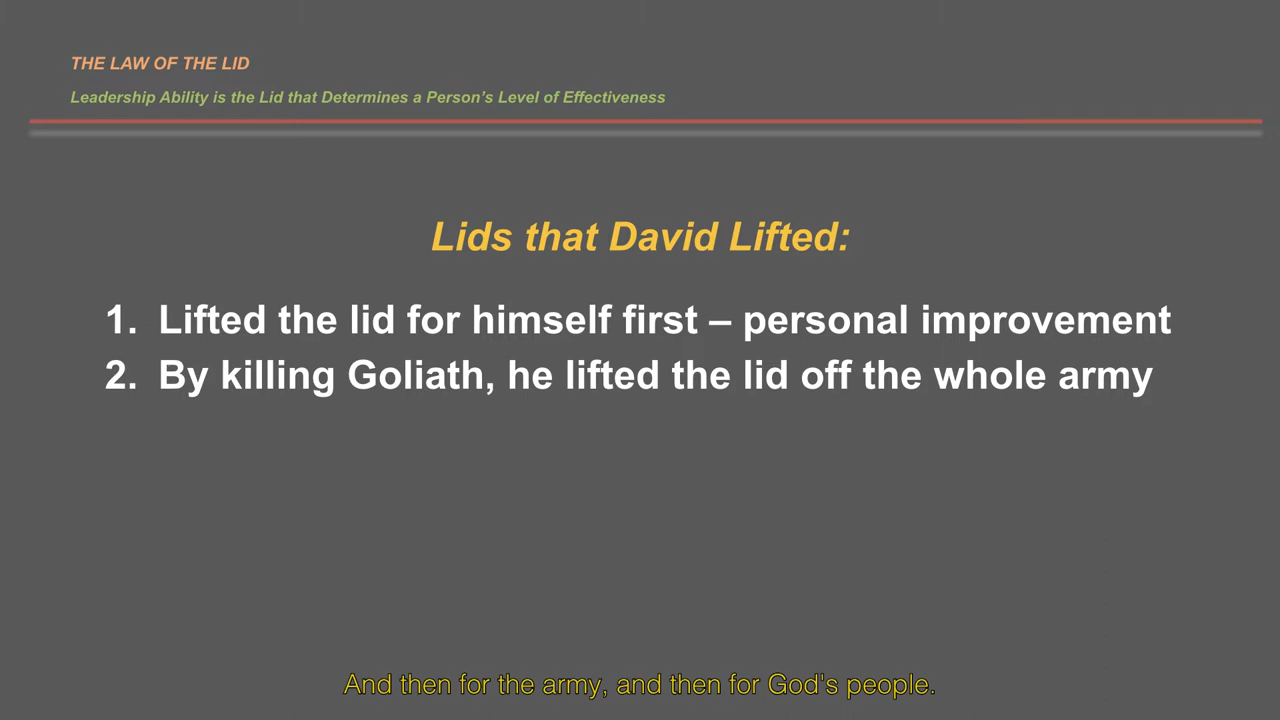 THE LAW OF THE LID
Leadership Ability is the Lid that Determines a Person’s Level of Effectiveness
Lids that David Lifted:
1. Lifted the lid for himself first – personal improvement
2. By killing Goliath, he lifted the lid off the whole army
And then for the army, and then for God's people.